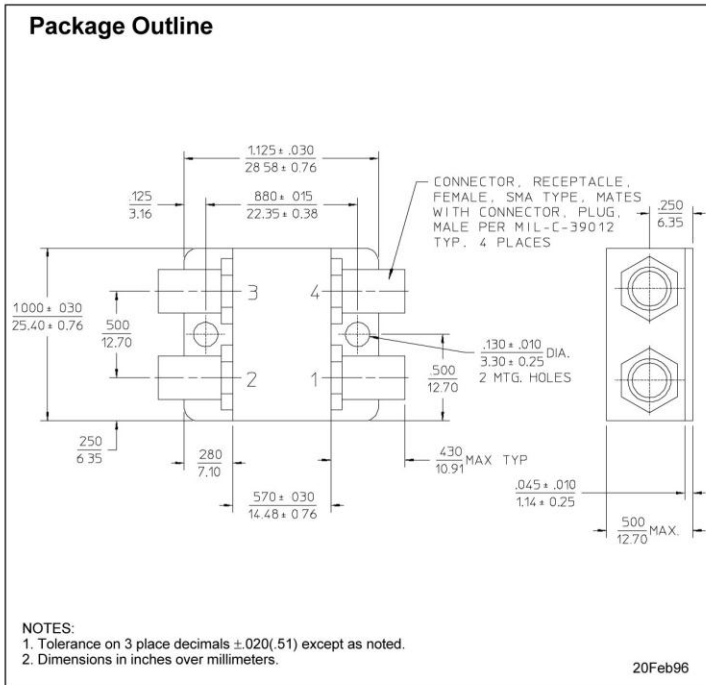 Package Outline
1.125± .030
28 58 ± 0.76
.125
3.16
880 ± 015
22.35 ± 0.38
CONNECTOR, RECEPTACLE,
FEMALE, SMA TYPE, MATES
WITH CONNECTOR, PLUG,
MALE PER MIL-C-39012
TYP. 4 PLACES
.250
6.35
1000 ± 030
25.40 ± 0.76
500
12.70
3
4
2
1
.130 ± .010 DIA.
3.30 ± 0.25
2 MTG. HOLES
.500
12.70
250
6 35
280
7.10
430 MAX TYP
10.91
570 ± 030
14.48 ± 0 76
.045 ± .010
1.14 ± 0.25
500 MAX.
12.70
NOTES:
1. Tolerance on 3 place decimals ±.020(.51) except as noted.
2. Dimensions in inches over millimeters.
20Feb96